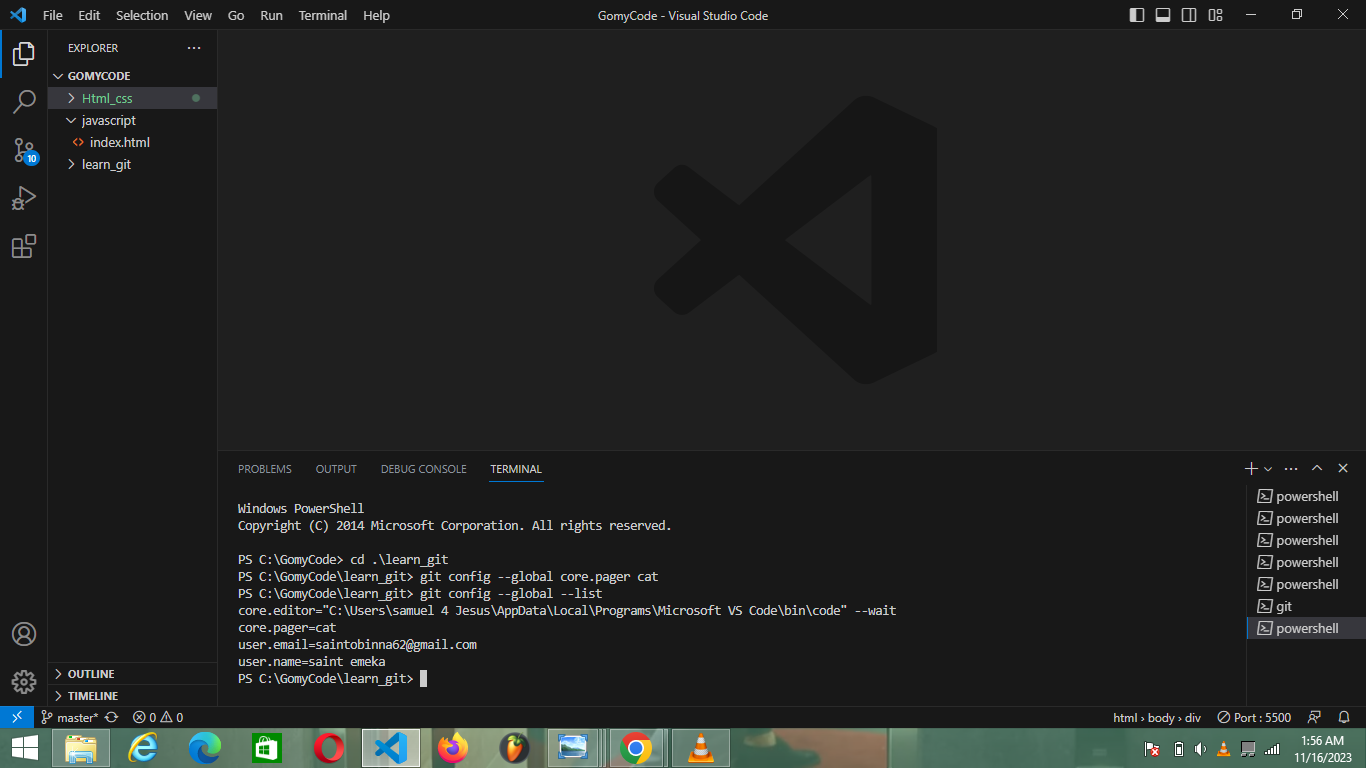 File Edit Selection View Go Run Terminal Help
GomyCode - Visual Studio Code
EXPLORER
GOMYCODE
Html_css
javascript
index.html
learn_git
10
PROBLEMS OUTPUT DEBUG CONSOLE TERMINAL
Windows PowerShell
Copyright (C) 2014 Microsoft Corporation. All rights reserved.
PS C:\GomyCode> cd .\learn_git
PS C:\GomyCode\learn_git> git config --global core.pager cat
PS C:\GomyCode\learn_git> git config --global --list
core.editor="C:\Users\samuel 4 Jesus\AppData\Local\Programs\Microsoft VS Code\bin\code" --wait
core.pager=cat
user.email=saintobinna62@gmail.com
user.name=saint emeka
PS C:\GomyCode\learn_git>
powershell
powershell
powershell
powershell
powershell
git
powershell
OUTLINE
TIMELINE
master* 0 0
html › body › div Port : 5500
1:56 AM
11/16/2023